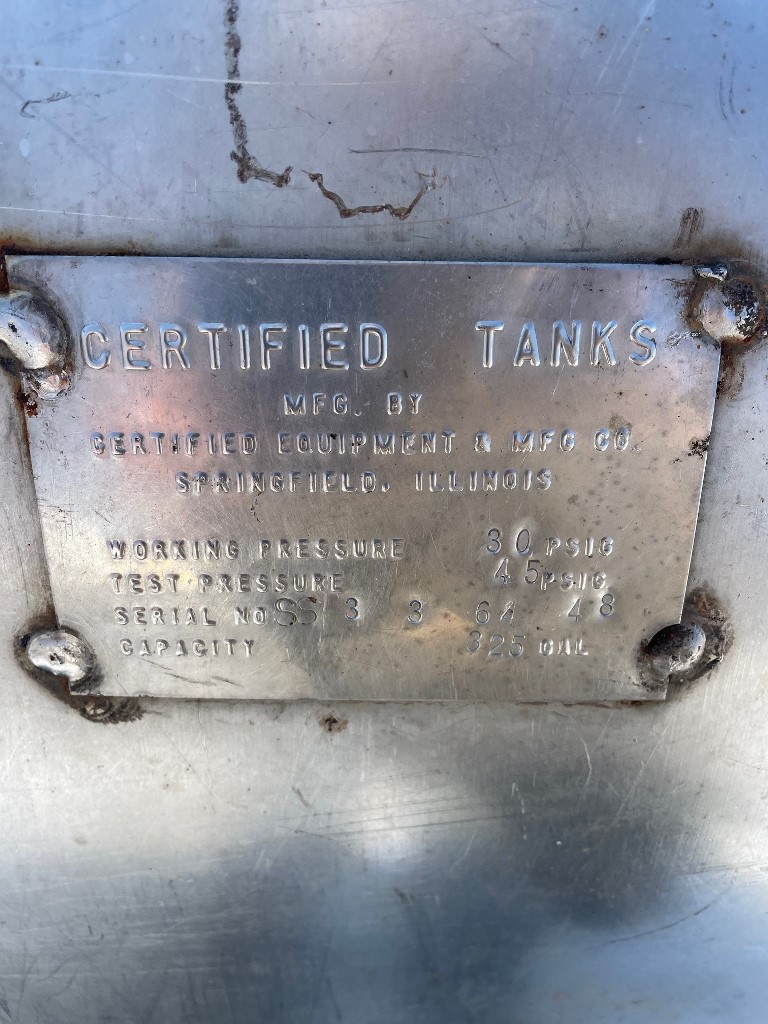 CERTIFIED TANKS
MFG. BY
CERTIFIED EQUIPMENT & MFG CO.
SPRINGFIELD, ILLINOIS
WORKING PRESSURE 30 PSIG
TEST PRESSURE 45 PSIG
SERIAL NO SS 3 3 64 48
CAPACITY 325 GAL